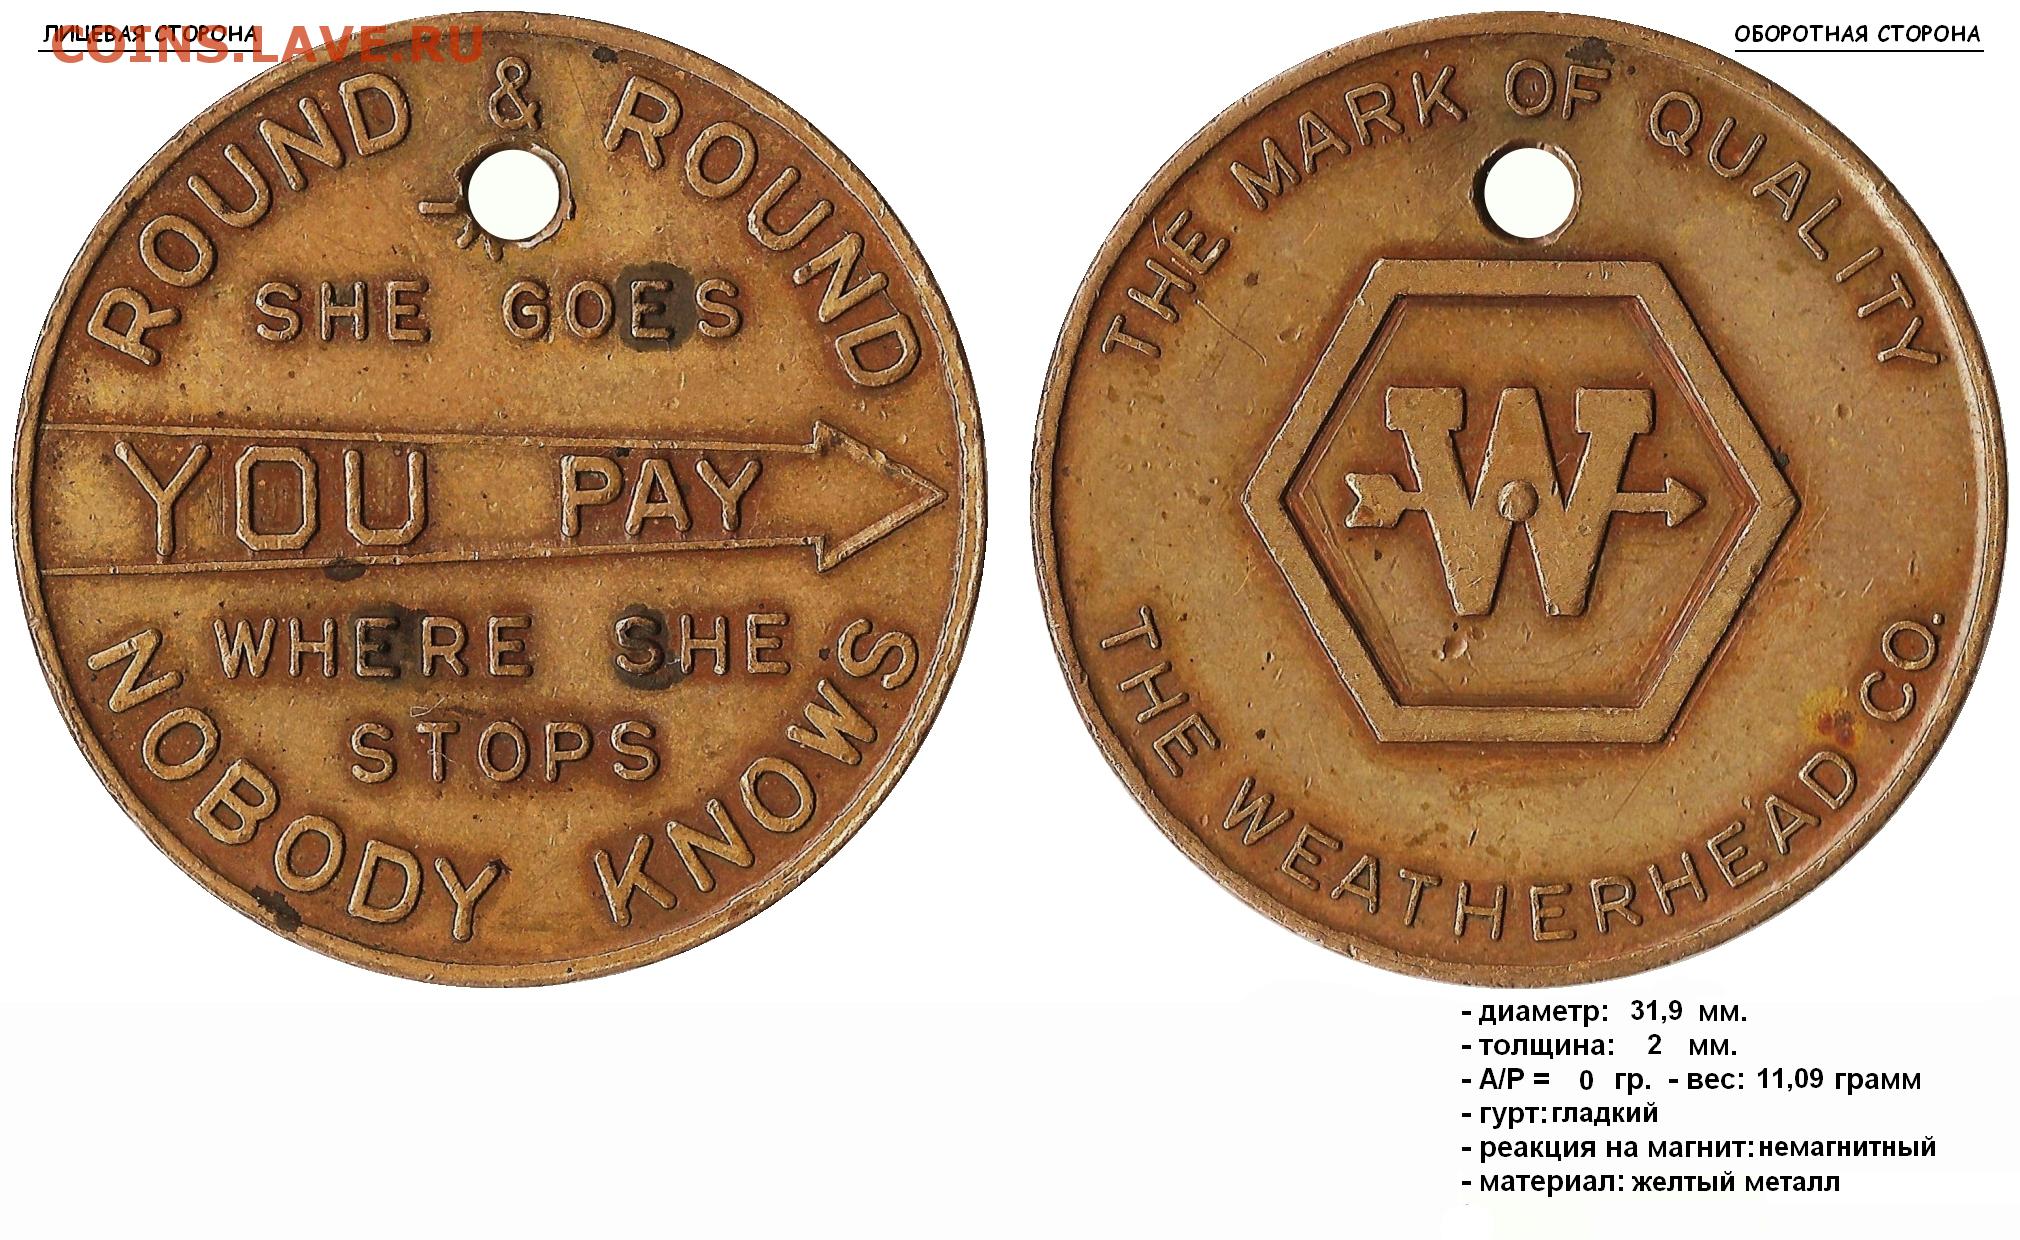 ЛИЦЕВАЯ СТОРОНА
COINS.LAVE.RU
ОБОРОТНАЯ СТОРОНА
ROUND & ROUND
SHE GOES
YOU PAY
WHERE SHE
STOPS
NOBODY KNOWS
THE MARK OF QUALITY
W
THE WEATHERHEAD CO.
- диаметр: 31,9 мм.
- толщина: 2 мм.
- А/Р = 0 гр. - вес: 11,09 грамм
- гурт: гладкий
- реакция на магнит: немагнитный
- материал: желтый металл